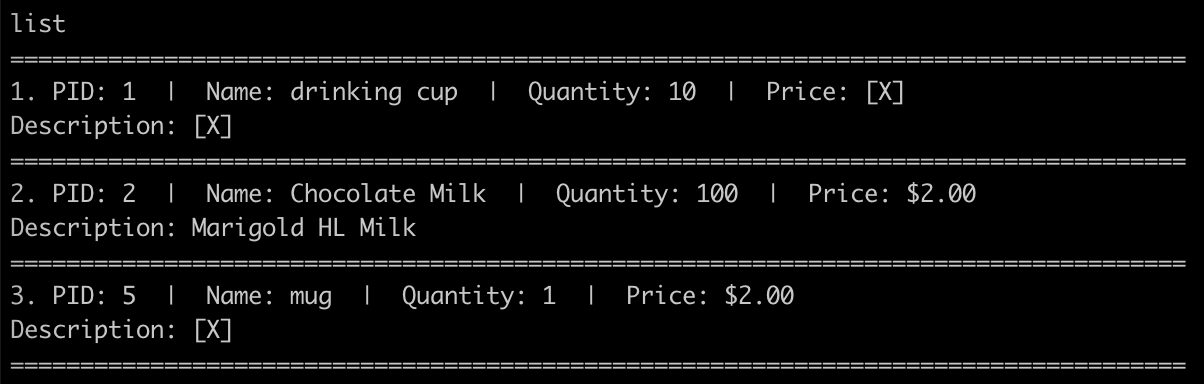 list
====================================================================================
1. PID: 1  |  Name: drinking cup  |  Quantity: 10  |  Price: [X]
Description: [X]
====================================================================================
2. PID: 2  |  Name: Chocolate Milk  |  Quantity: 100  |  Price: $2.00
Description: Marigold HL Milk
====================================================================================
3. PID: 5  |  Name: mug  |  Quantity: 1  |  Price: $2.00
Description: [X]
====================================================================================